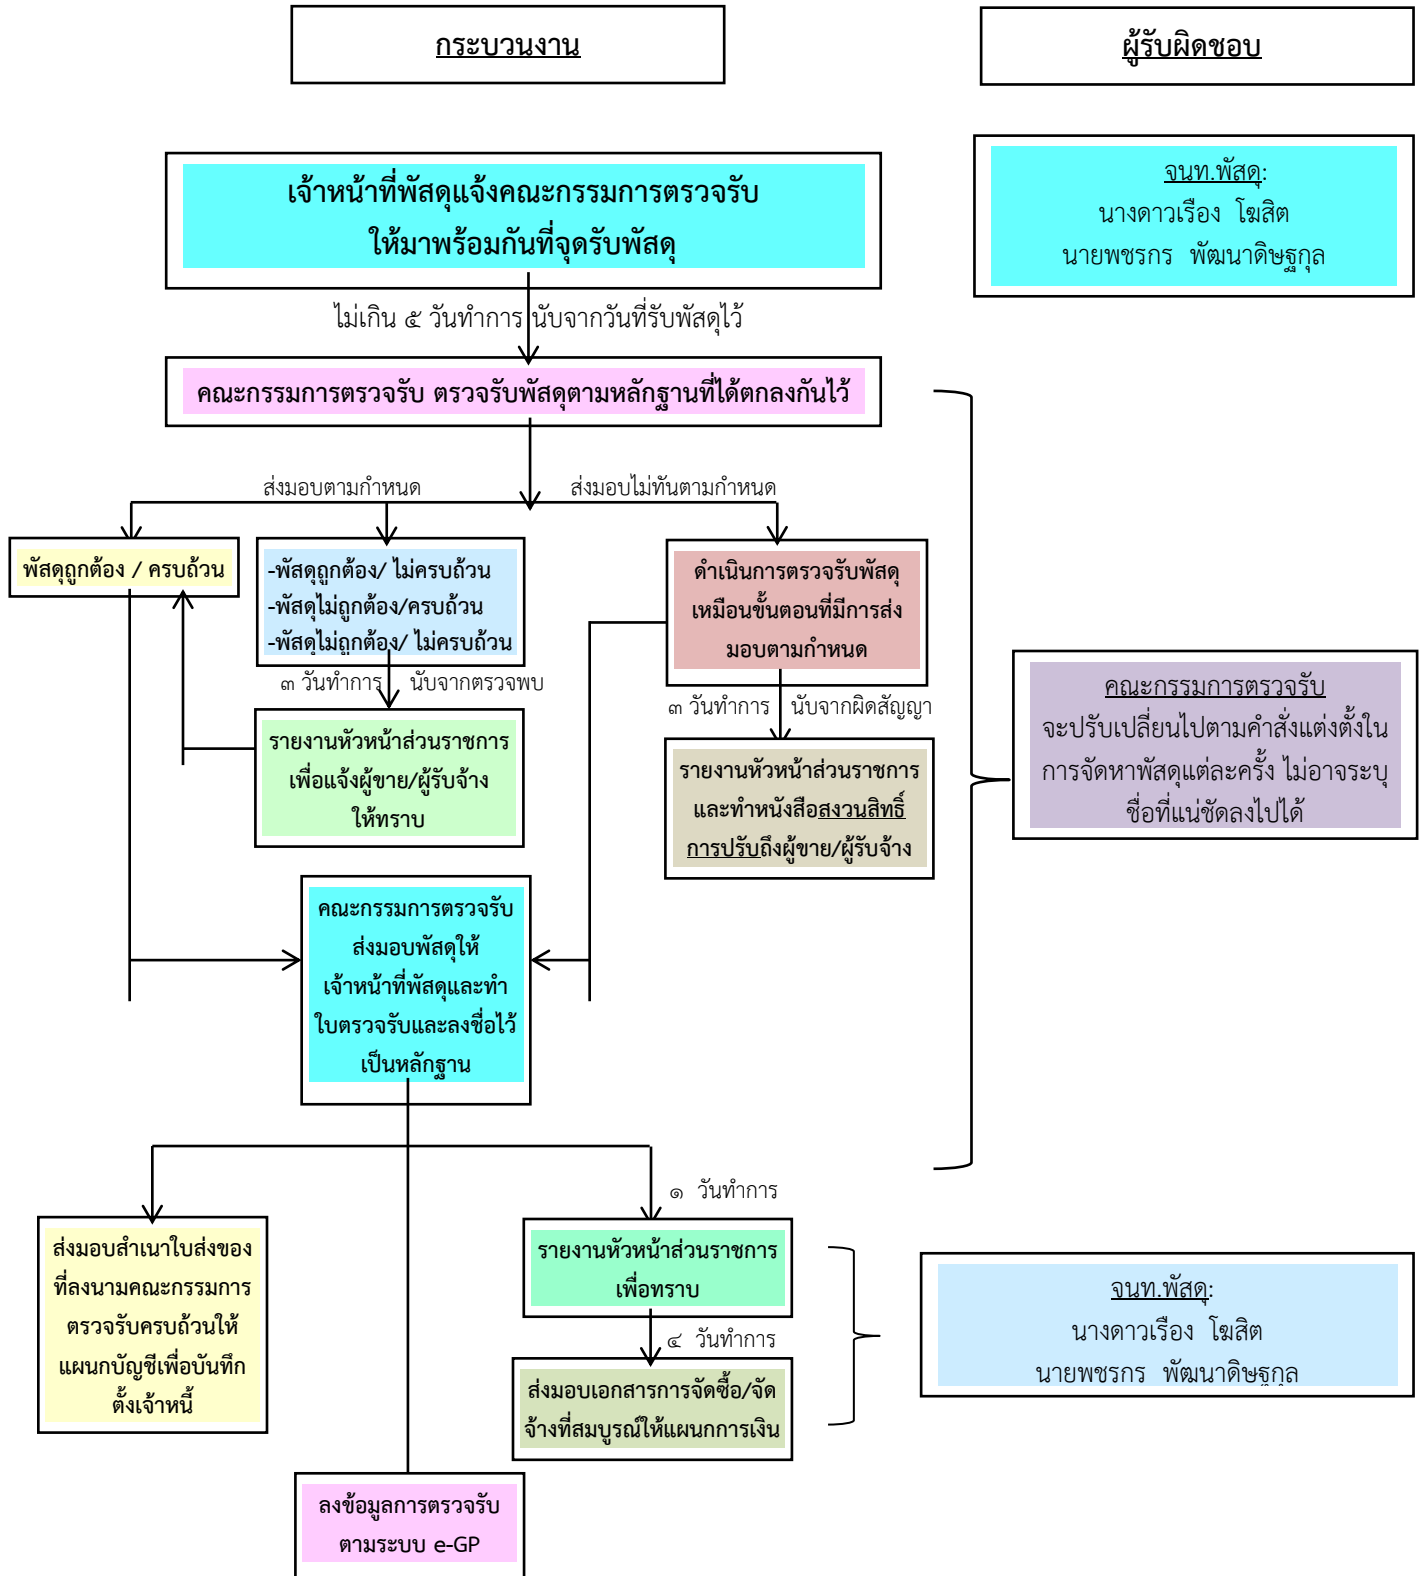 กระบวนงาน
ผู้รับผิดชอบ
เจ้าหน้าที่พัสดุแจ้งคณะกรรมการตรวจรับ
ให้มาพร้อมกันที่จุดรับพัสดุ
จนท.พัสดุ:
นางดาวเรือง โฆสิต
นายพชรกร พัฒนาดิษฐกุล
ไม่เกิน ๕ วันทำการ นับจากวันที่รับพัสดุไว้
คณะกรรมการตรวจรับ ตรวจรับพัสดุตามหลักฐานที่ได้ตกลงกันไว้
ส่งมอบตามกำหนด
ส่งมอบไม่ทันตามกำหนด
พัสดุถูกต้อง / ครบถ้วน
-พัสดุถูกต้อง/ ไม่ครบถ้วน
-พัสดุไม่ถูกต้อง/ครบถ้วน
-พัสดุไม่ถูกต้อง/ ไม่ครบถ้วน
ดำเนินการตรวจรับพัสดุ
เหมือนขั้นตอนที่มีการส่ง
มอบตามกำหนด
๓ วันทำการ นับจากตรวจพบ
๓ วันทำการ นับจากผิดสัญญา
รายงานหัวหน้าส่วนราชการ
เพื่อแจ้งผู้ขาย/ผู้รับจ้าง
ให้ทราบ
รายงานหัวหน้าส่วนราชการ
และทำหนังสือสงวนสิทธิ์
การปรับถึงผู้ขาย/ผู้รับจ้าง
คณะกรรมการตรวจรับ
จะปรับเปลี่ยนไปตามคำสั่งแต่งตั้งใน
การจัดหาพัสดุแต่ละครั้ง ไม่อาจระบุ
ชื่อที่แน่ชัดลงไปได้
คณะกรรมการตรวจรับ
ส่งมอบพัสดุให้
เจ้าหน้าที่พัสดุและทำ
ใบตรวจรับและลงชื่อไว้
เป็นหลักฐาน
๑ วันทำการ
ส่งมอบสำเนาใบส่งของ
ที่ลงนามคณะกรรมการ
ตรวจรับครบถ้วนให้
แผนกบัญชีเพื่อบันทึก
ตั้งเจ้าหนี้
รายงานหัวหน้าส่วนราชการ
เพื่อทราบ
๔ วันทำการ
ส่งมอบเอกสารการจัดซื้อ/จัด
จ้างที่สมบูรณ์ให้แผนกการเงิน
จนท.พัสดุ:
นางดาวเรือง โฆสิต
นายพชรกร พัฒนาดิษฐกุล
ลงข้อมูลการตรวจรับ
ตามระบบ e-GP